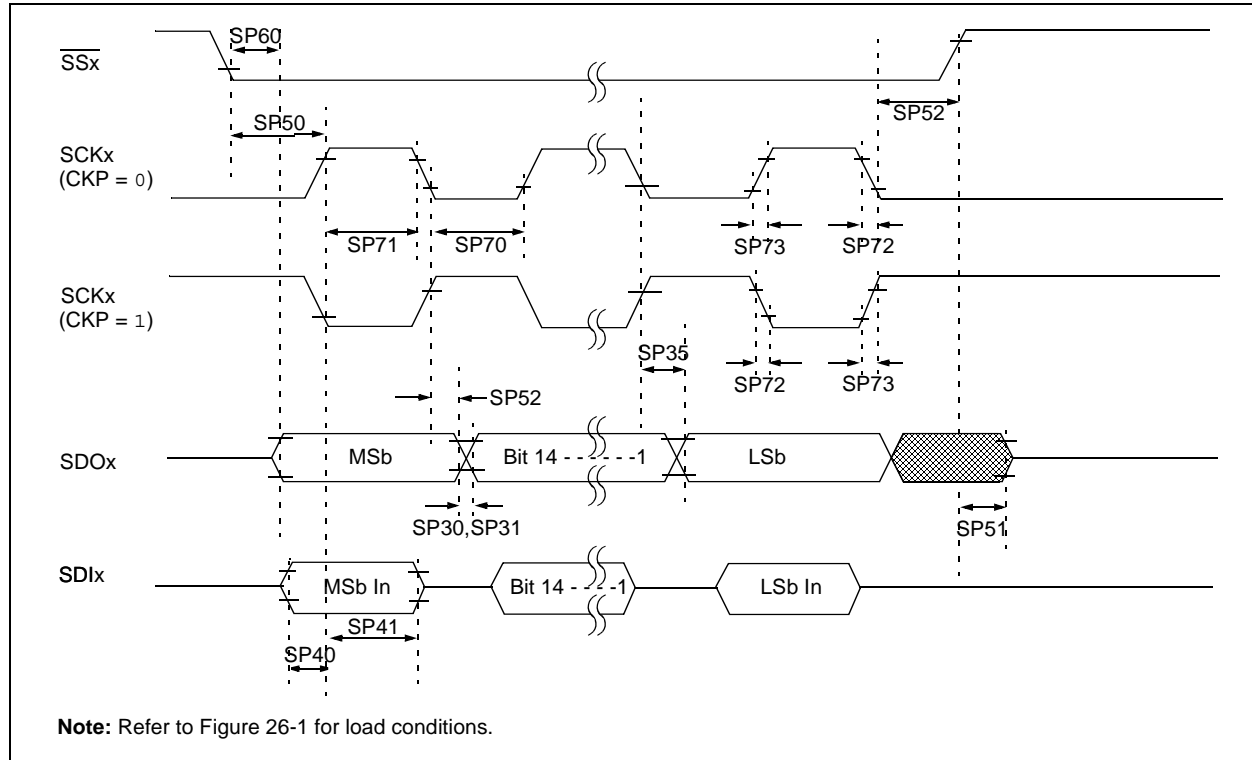 SP60
SSx
SP52
SP50
SCKx
(CKP = 0)
SP71
SP70
SP73
SP72
SCKx
(CKP = 1)
SP35
SP72
SP73
SP52
SDOx
MSb
Bit 14 - - - - - -1
LSb
SP30,SP31
SP51
SDIx
MSb In
Bit 14 - - - -1
LSb In
SP41
SP40
Note: Refer to Figure 26-1 for load conditions.